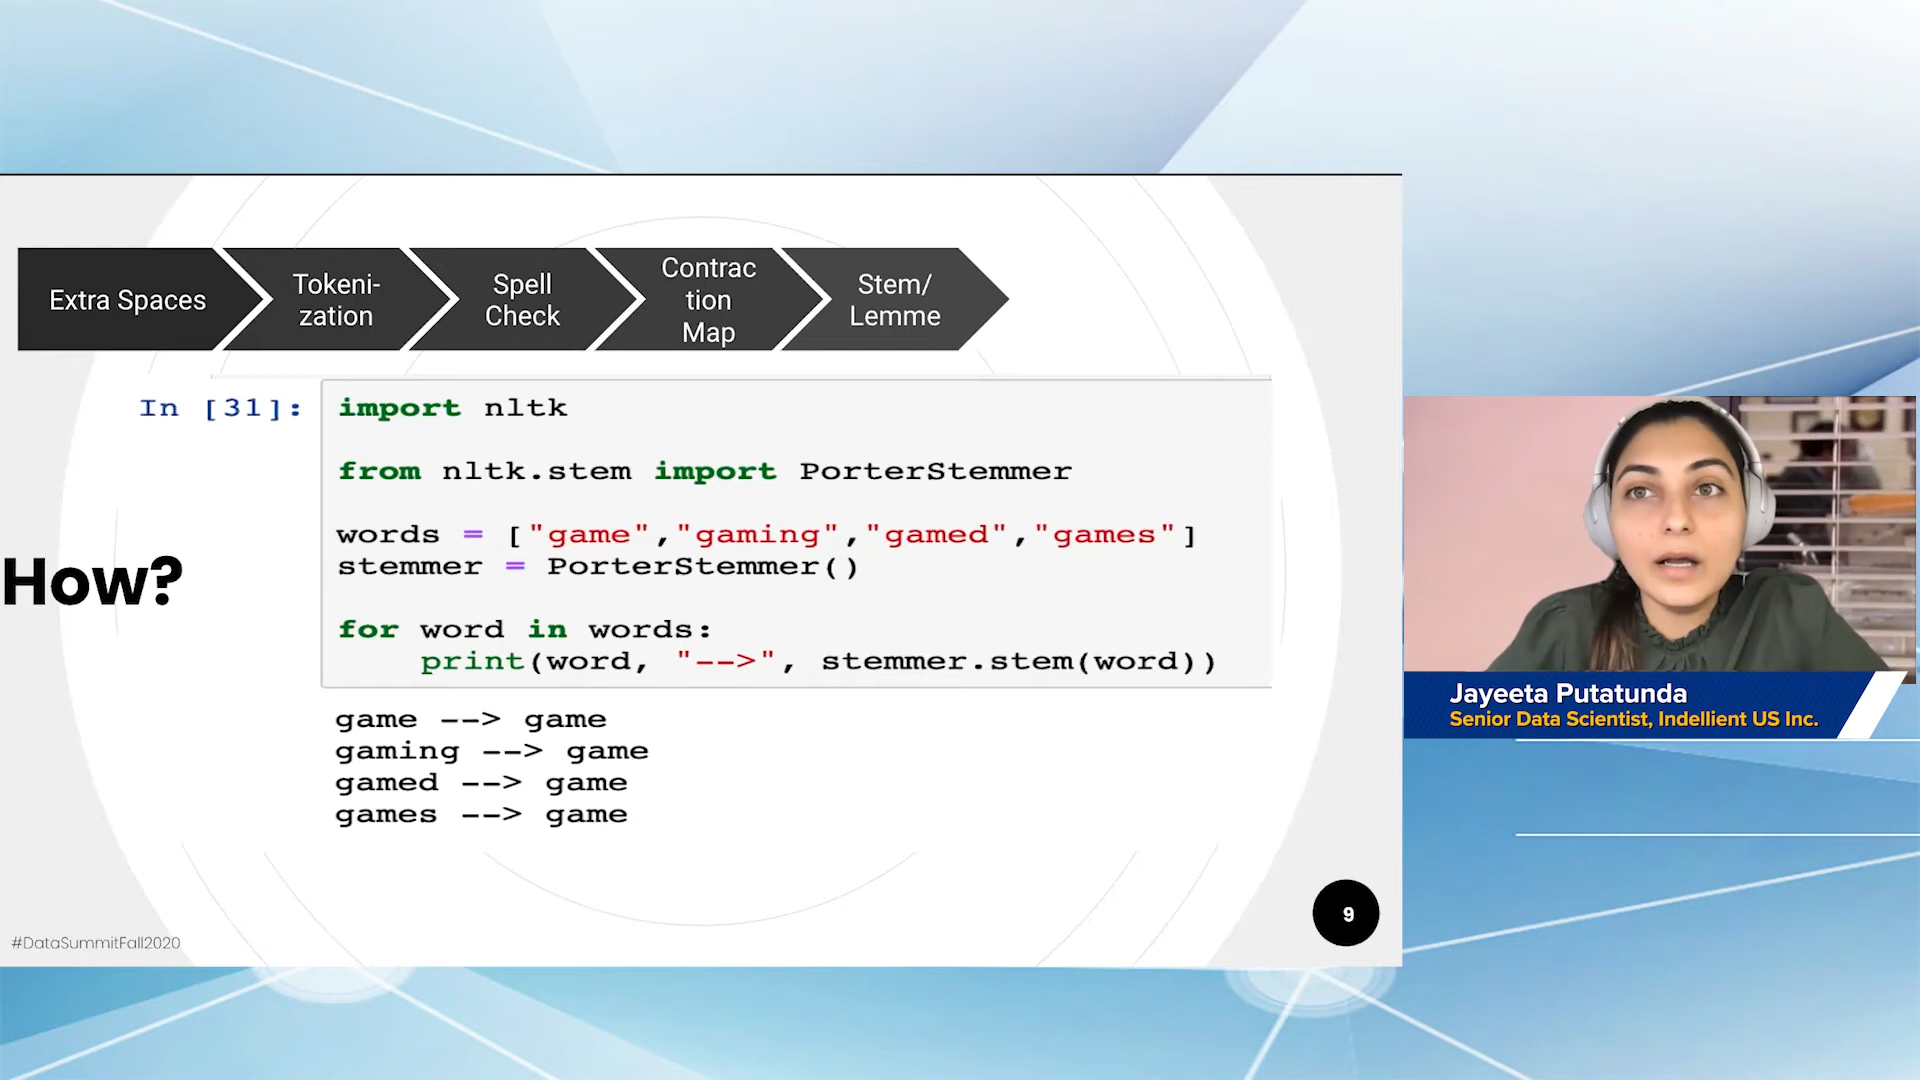 Extra Spaces
Tokeni-
zation
Spell
Check
Contrac
tion
Map
Stem/
Lemme
How?
In [31]:
import nltk
from nltk.stem import PorterStemmer
words = ["game","gaming","gamed","games"]
stemmer = PorterStemmer()
for word in words:
    print(word, "-->", stemmer.stem(word))
game --> game
gaming --> game
gamed --> game
games --> game
#DataSummitFall2020
9
Jayeeta Putatunda
Senior Data Scientist, Indellient US Inc.